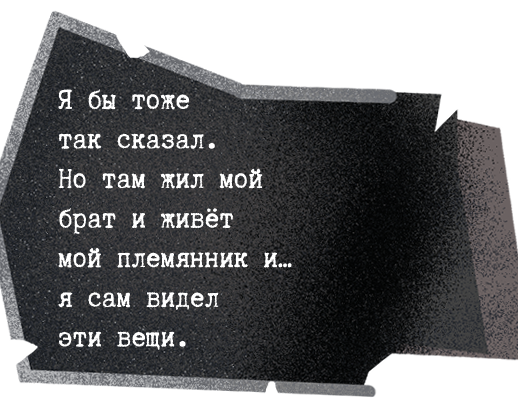 Я бы тоже
так сказал.
Но там жил мой
брат и живёт
мой племянник и…
я сам видел
эти вещи.